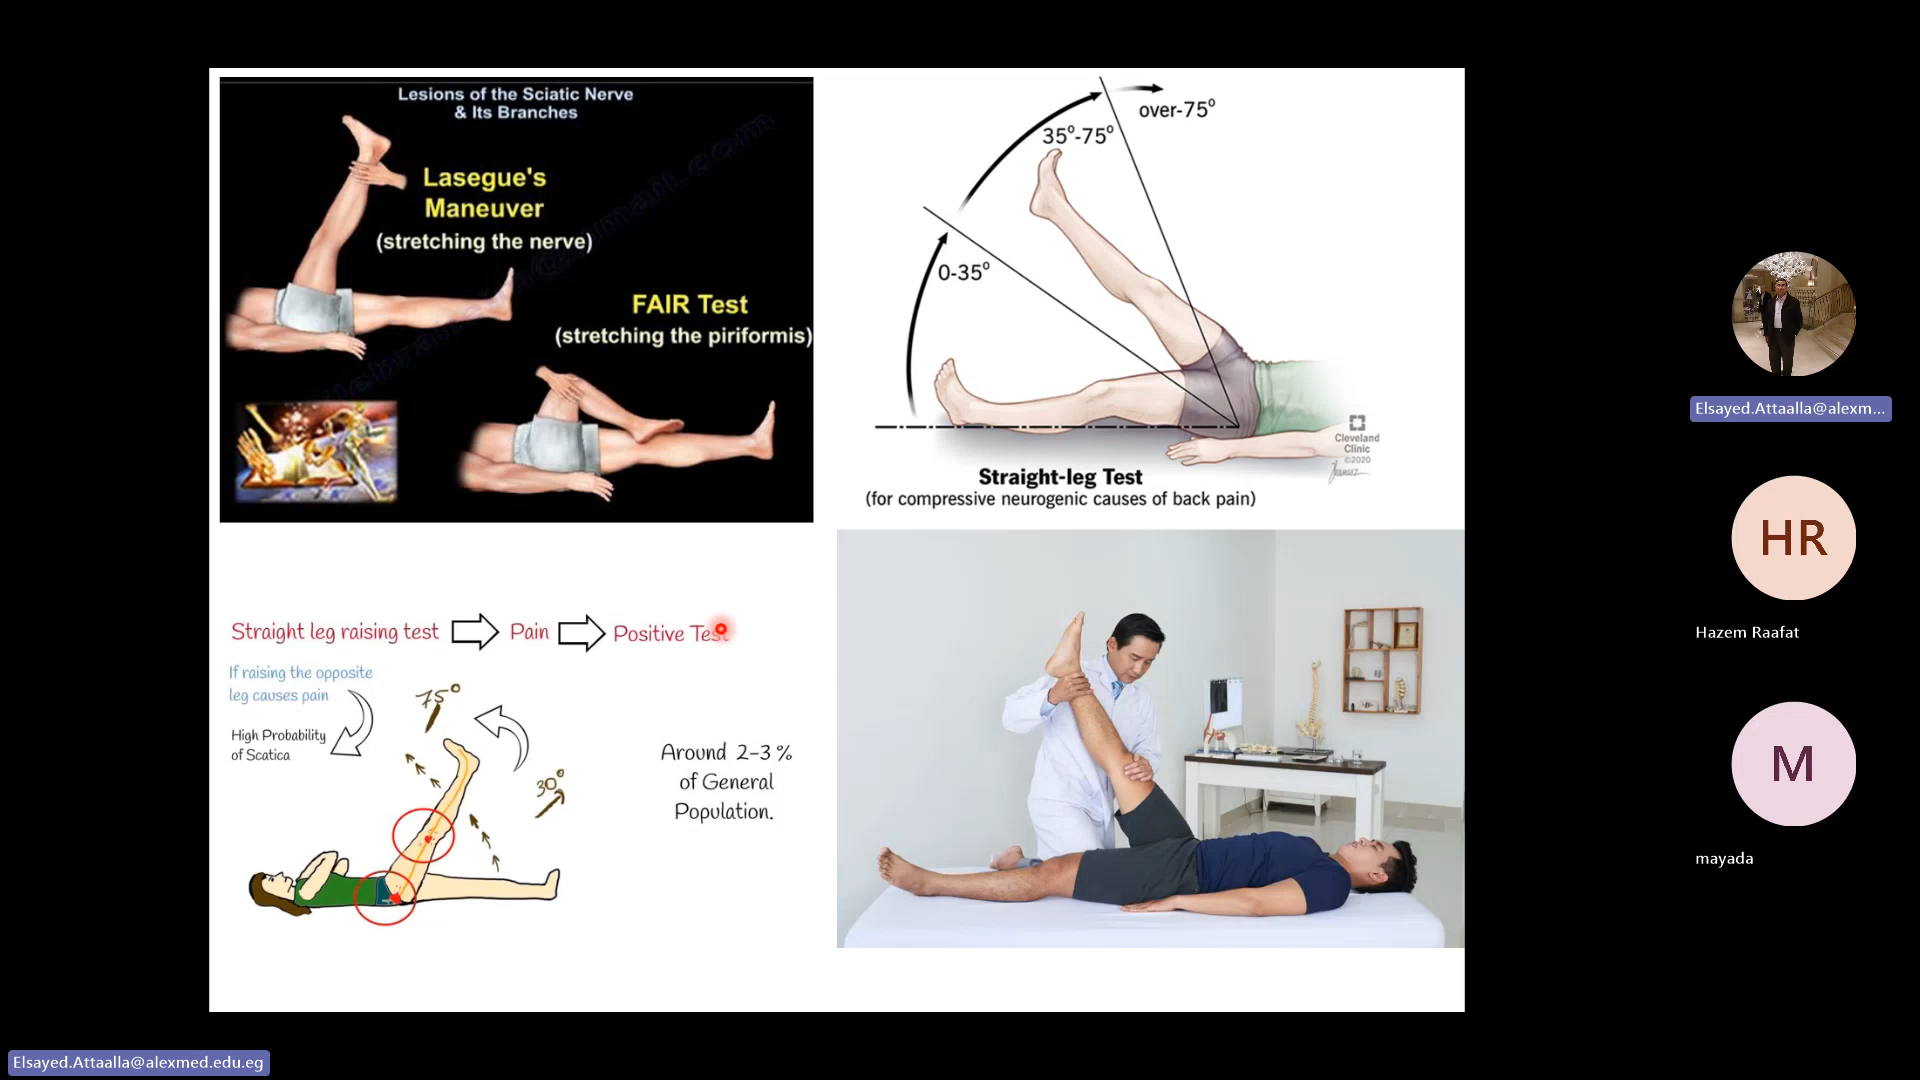 Lesions of the Sciatic Nerve
& Its Branches
Lasegue's
Maneuver
(stretching the nerve)
FAIR Test
(stretching the piriformis)
over-75°
35°-75°
0-35°
Cleveland
Clinic
©2020
Straight-leg Test
(for compressive neurogenic causes of back pain)
Straight leg raising test
Pain
Positive Test
If raising the opposite
leg causes pain
High Probability
of Scatica
75°
30°
Around 2-3 %
of General
Population.
Elsayed.Attaalla@alexm...
HR
Hazem Raafat
M
mayada
Elsayed.Attaalla@alexmed.edu.eg